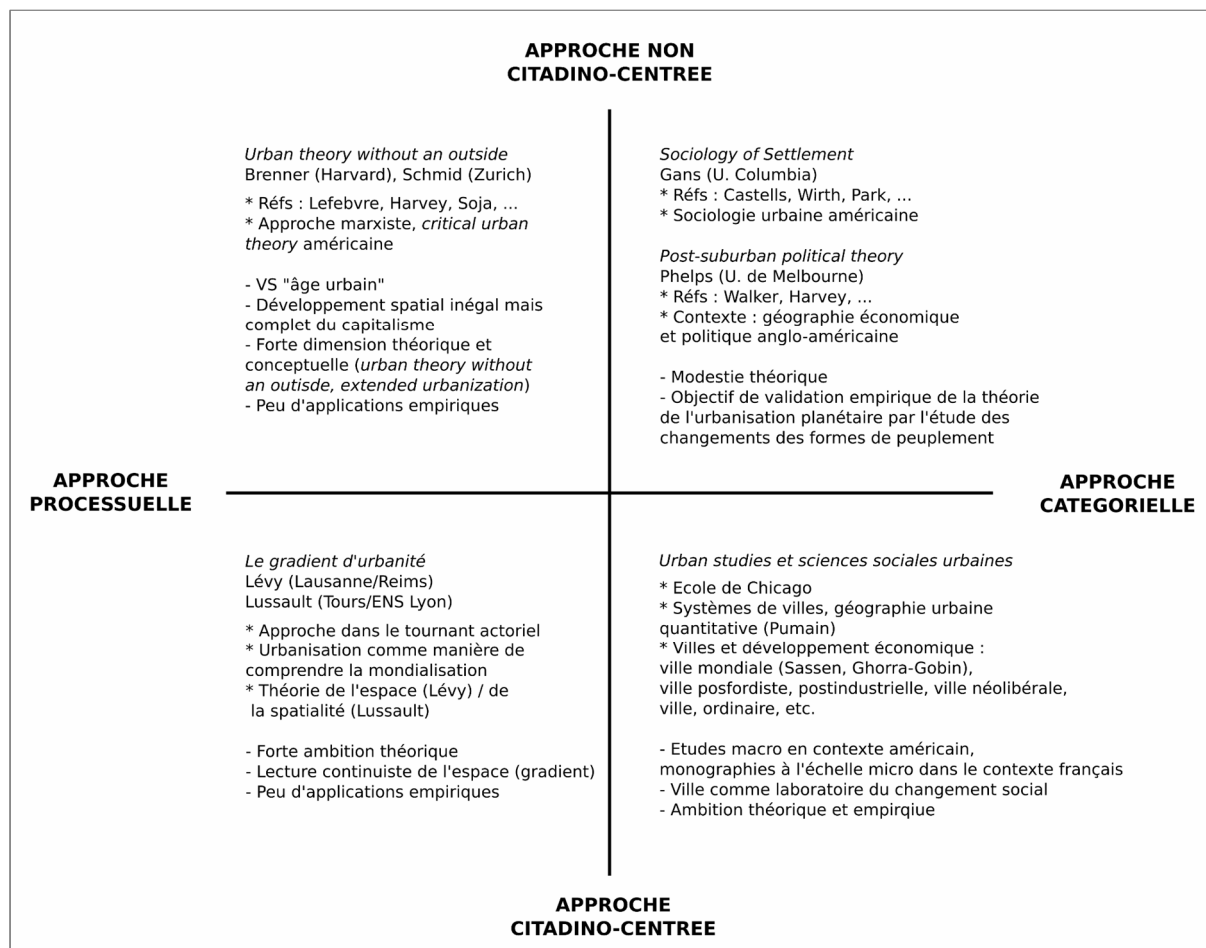 APPROCHE NON
CITADINO-CENTREE
Urban theory without an outside
Brenner (Harvard), Schmid (Zurich)
* Réfs : Lefebvre, Harvey, Soja, ...
* Approche marxiste, critical urban
theory américaine
- VS "âge urbain"
- Développement spatial inégal mais
complet du capitalisme
- Forte dimension théorique et
conceptuelle (urban theory without
an outisde, extended urbanization)
- Peu d'applications empiriques
Sociology of Settlement
Gans (U. Columbia)
* Réfs : Castells, Wirth, Park, ...
* Sociologie urbaine américaine
Post-suburban political theory
Phelps (U. de Melbourne)
* Réfs : Walker, Harvey, ...
* Contexte : géographie économique
et politique anglo-américaine
- Modestie théorique
- Objectif de validation empirique de la théorie
de l'urbanisation planétaire par l'étude des
changements des formes de peuplement
APPROCHE
PROCESSUELLE
APPROCHE
CATEGORIELLE
Le gradient d'urbanité
Lévy (Lausanne/Reims)
Lussault (Tours/ENS Lyon)
* Approche dans le tournant actoriel
* Urbanisation comme manière de
comprendre la mondialisation
* Théorie de l'espace (Lévy) / de
la spatialité (Lussault)
- Forte ambition théorique
- Lecture continuiste de l'espace (gradient)
- Peu d'applications empiriques
Urban studies et sciences sociales urbaines
* Ecole de Chicago
* Systèmes de villes, géographie urbaine
quantitative (Pumain)
* Villes et développement économique :
ville mondiale (Sassen, Ghorra-Gobin),
ville posfordiste, postindustrielle, ville néolibérale,
ville, ordinaire, etc.
- Etudes macro en contexte américain,
monographies à l'échelle micro dans le contexte français
- Ville comme laboratoire du changement social
- Ambition théorique et empirqiue
APPROCHE
CITADINO-CENTREE